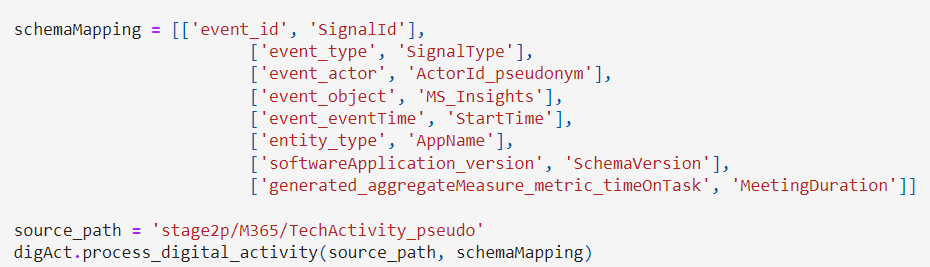 schemaMapping = [['event_id', 'SignalId'],
['event_type', 'SignalType'],
['event_actor', 'ActorId_pseudonym'],
['event_object', 'MS_Insights'],
['event_eventTime', 'StartTime'],
['entity_type', 'AppName'],
['softwareApplication_version', 'SchemaVersion'],
['generated_aggregateMeasure_metric_timeOnTask', 'MeetingDuration']]
source_path = 'stage2p/M365/TechActivity_pseudo'
digAct.process_digital_activity(source_path, schemaMapping)